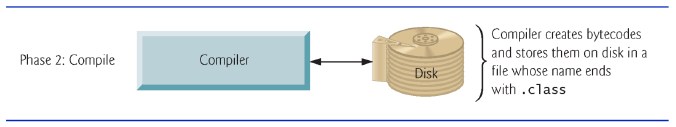 Phase 2: Compile
Compiler
Disk
Compiler creates bytecodes
and stores them on disk in a
file whose name ends
with .class